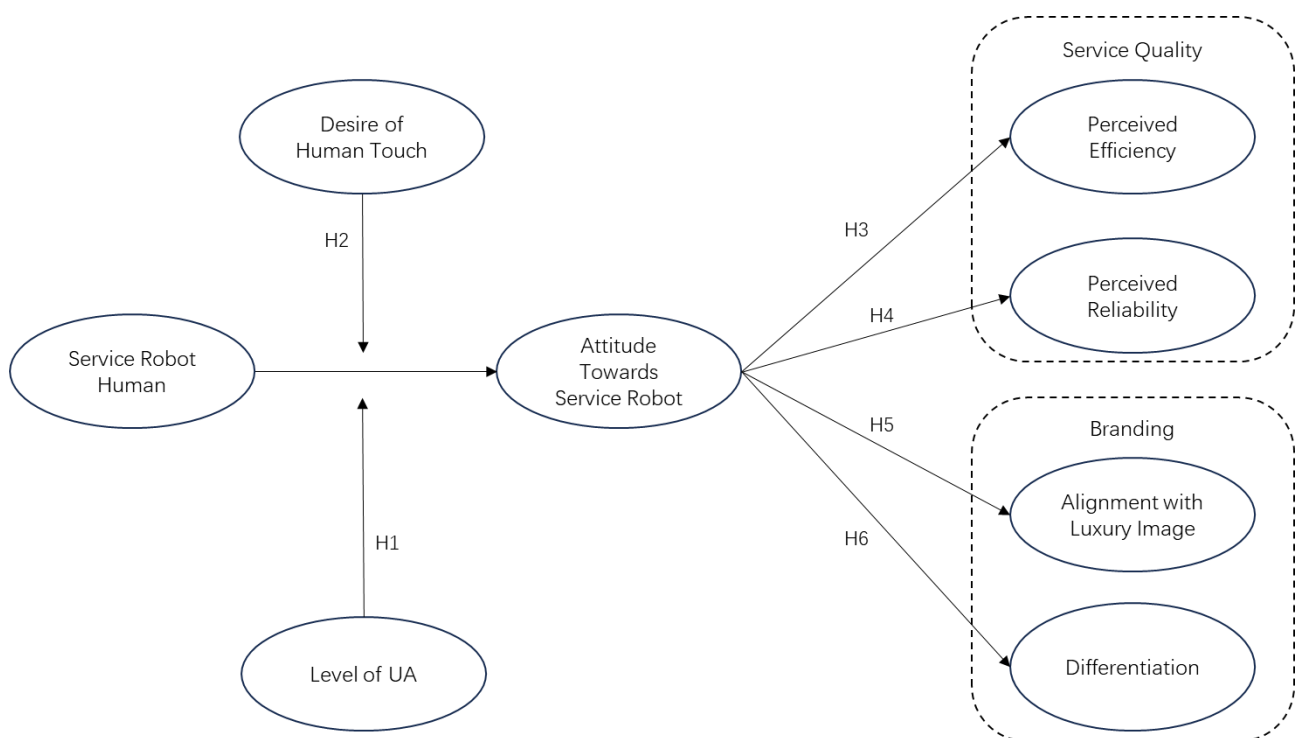 Service Quality
Desire of
Human Touch
Perceived
Efficiency
H2
H3
Perceived
Reliability
H4
Service Robot
Human
Attitude
Towards
Service Robot
H5
Branding
Alignment with
Luxury Image
H1
H6
Level of UA
Differentiation